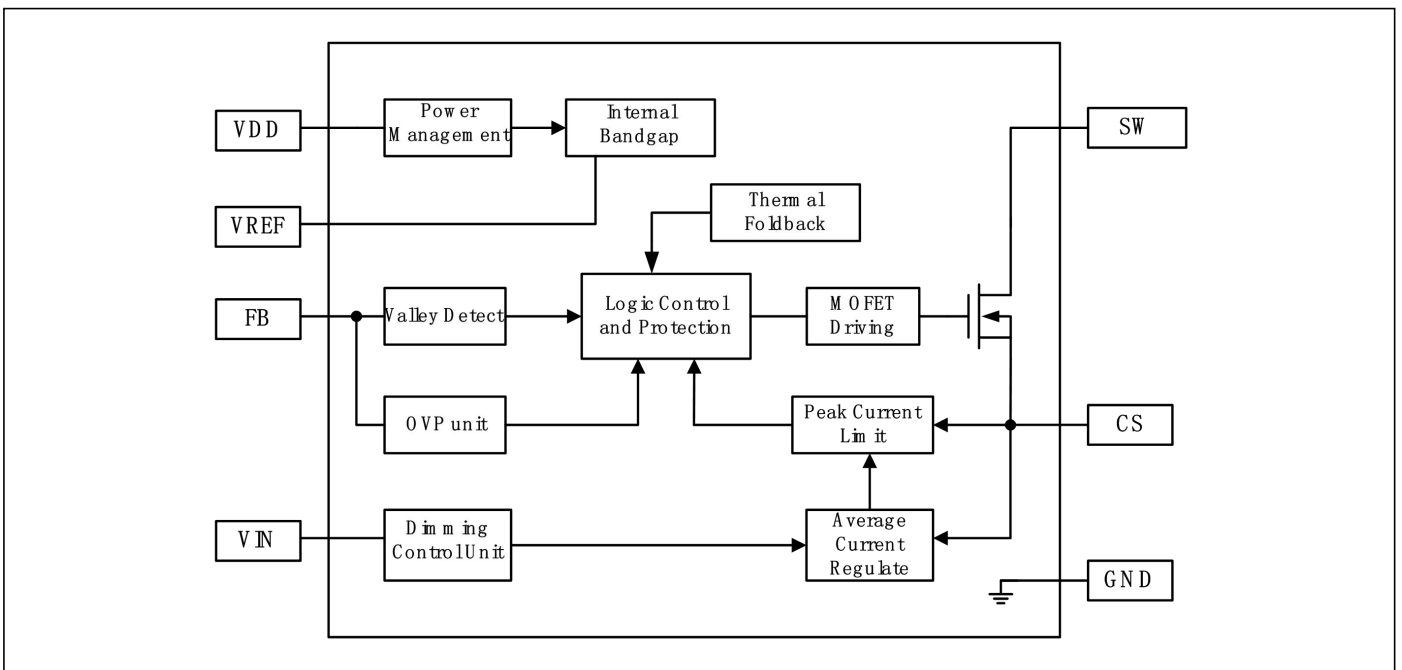 VDD
Power
Management
Internal
Bandgap
SW
VREF
Thermal
Foldback
FB
Valley Detect
Logic Control
and Protection
MOFET
Driving
OVP unit
Peak Current
Limit
CS
VIN
Dimming
Control Unit
Average
Current
Regulate
GND